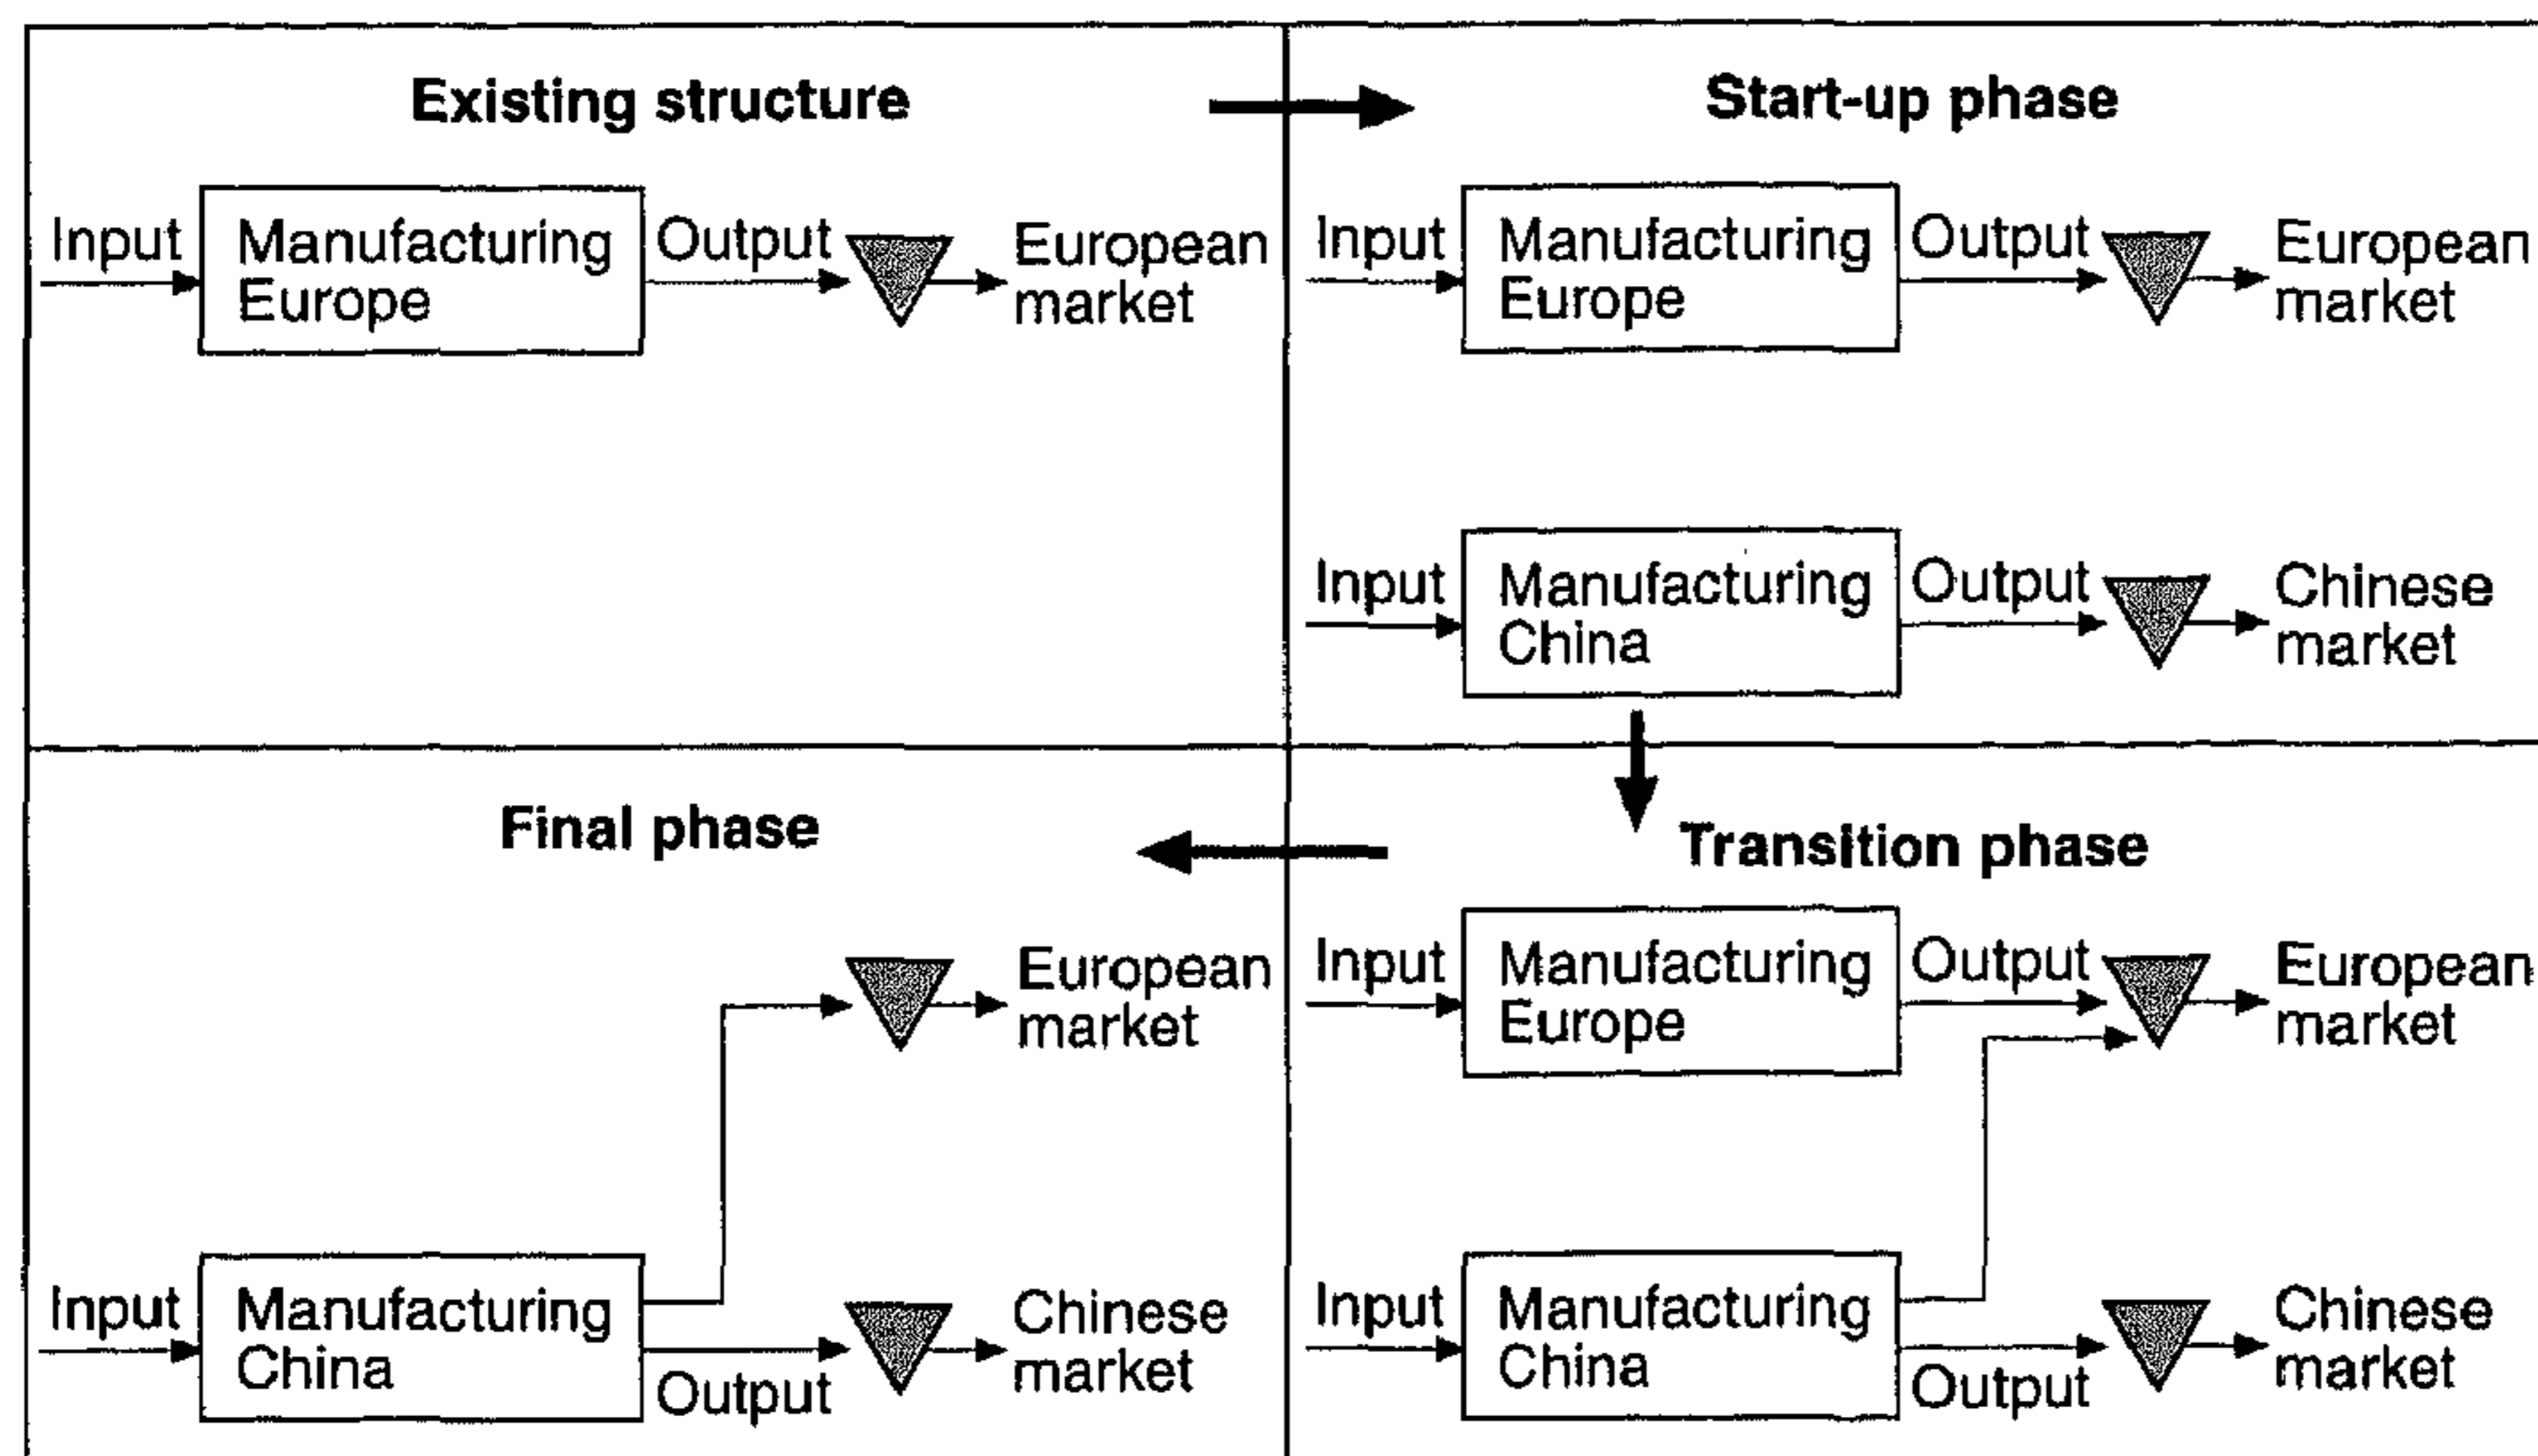 Existing structure
Input
Manufacturing
Europe
Output
European
market
Start-up phase
Input
Manufacturing
Europe
Output
European
market
Input
Manufacturing
China
Output
Chinese
market
Final phase
European
market
Input
Manufacturing
China
Output
Chinese
market
Transition phase
Input
Manufacturing
Europe
Output
European
market
Input
Manufacturing
China
Output
Chinese
market